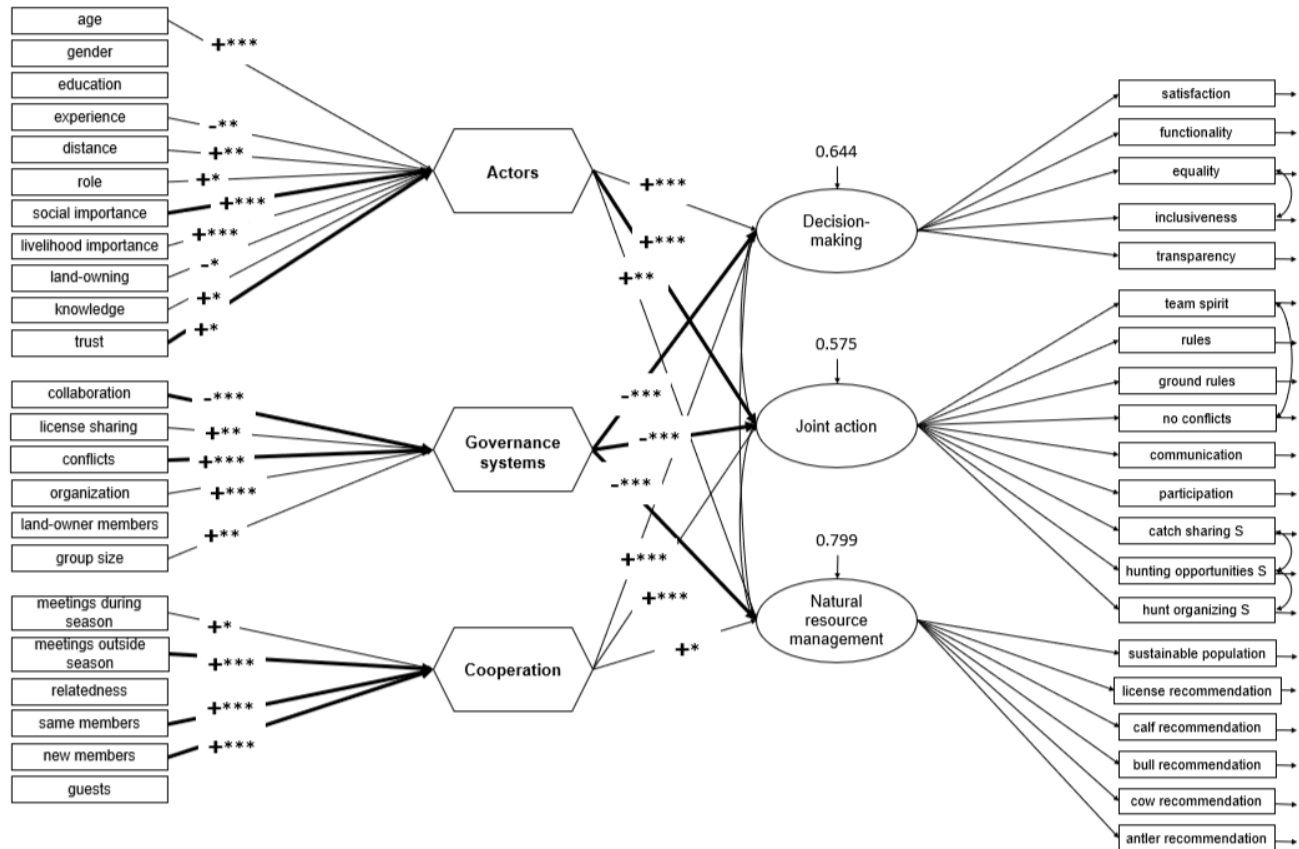 age
gender
education
experience
distance
role
social importance
livelihood importance
land-owning
knowledge
trust
+***
-**
+**
+*
+***
+***
-*
+*
+*
collaboration
license sharing
conflicts
organization
land-owner members
group size
-***
+**
+***
+***
+**
meetings during
season
meetings outside
season
relatedness
same members
new members
guests
+*
+***
+***
+***
Actors
Governance
systems
Cooperation
+***
+***
+**
-***
-***
-***
+***
+***
+*
0.644
Decision-
making
0.575
Joint action
0.799
Natural
resource
management
satisfaction
functionality
equality
inclusiveness
transparency
team spirit
rules
ground rules
no conflicts
communication
participation
catch sharing S
hunting opportunities S
hunt organizing S
sustainable population
license recommendation
calf recommendation
bull recommendation
cow recommendation
antler recommendation